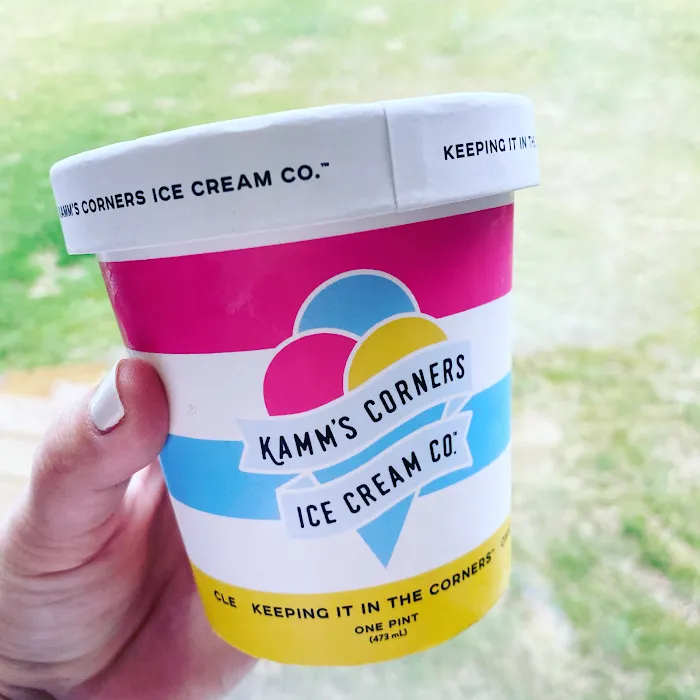 KAMM'S CORNERS ICE CREAM CO.™
KEEPING IT IN THE
KAMM'S CORNERS
ICE CREAM CO.™
CLE KEEPING IT IN THE CORNERS™
ONE PINT
(473 mL)